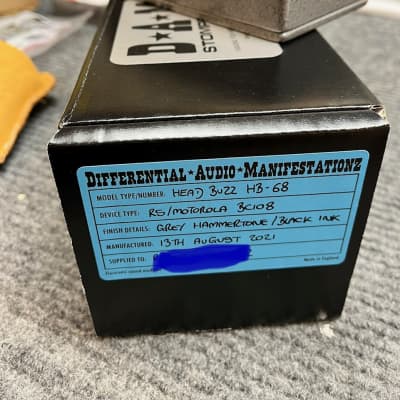 D★A★
STOMP
DIFFERENTIAL★AUDIO★MANIFESTATIONZ
MODEL TYPE/NUMBER: HEAD BUZZ HB-68
DEVICE TYPE: RS/MOTOROLA BC108
FINISH DETAILS: GREY HAMMERTONE/BLACK INK
MANUFACTURED: 13TH AUGUST 2021
SUPPLIED TO:
Made in England